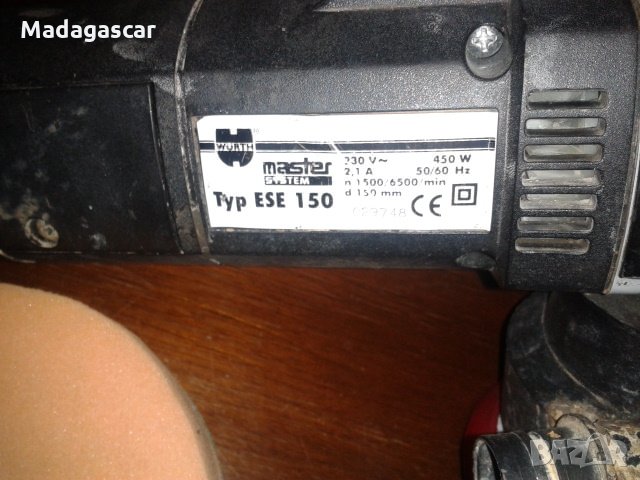 Madagascar
WÜRTH
master
SYSTEM
Typ ESE 150
230 V~ 450 W
2,1 A 50/60 Hz
n 1500/6500/min
d 150 mm
CE
BAZAR